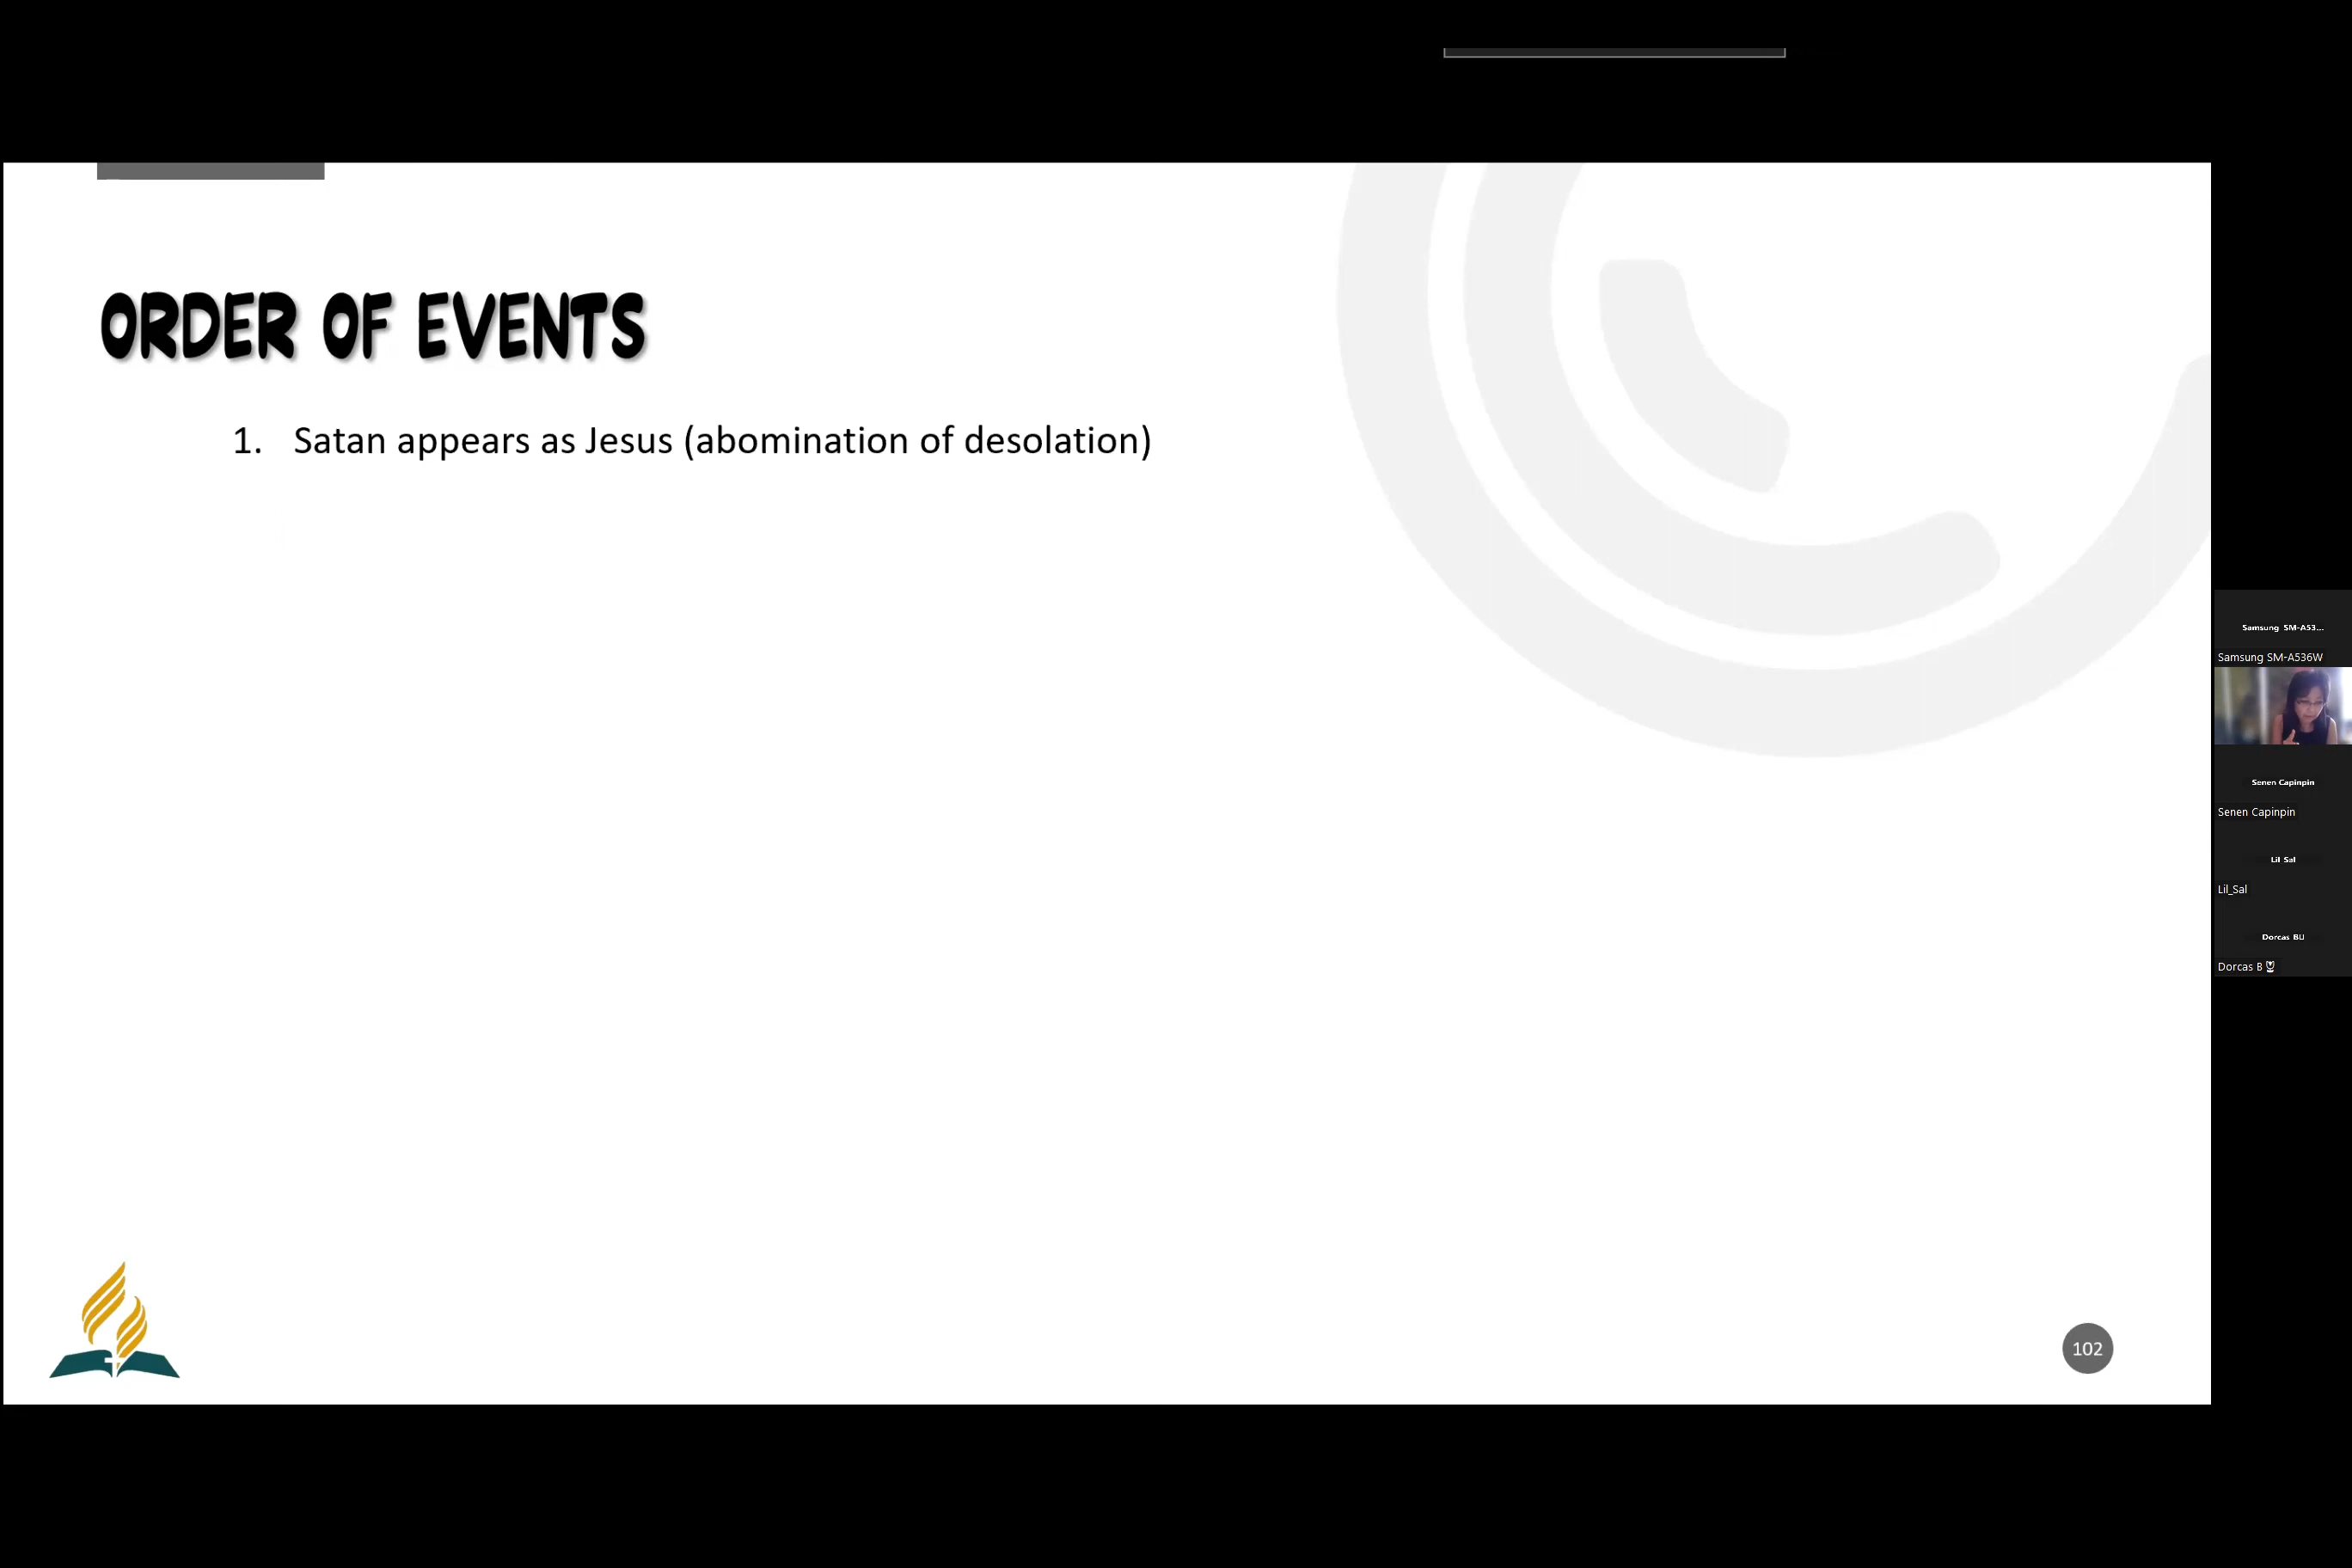 ORDER OF EVENTS
1. Satan appears as Jesus (abomination of desolation)
102
Samsung SM-A53...
Samsung SM-A536W
Senen Capinpin
Senen Capinpin
Lil Sal
Lil_Sal
Dorcas BU
Dorcas B